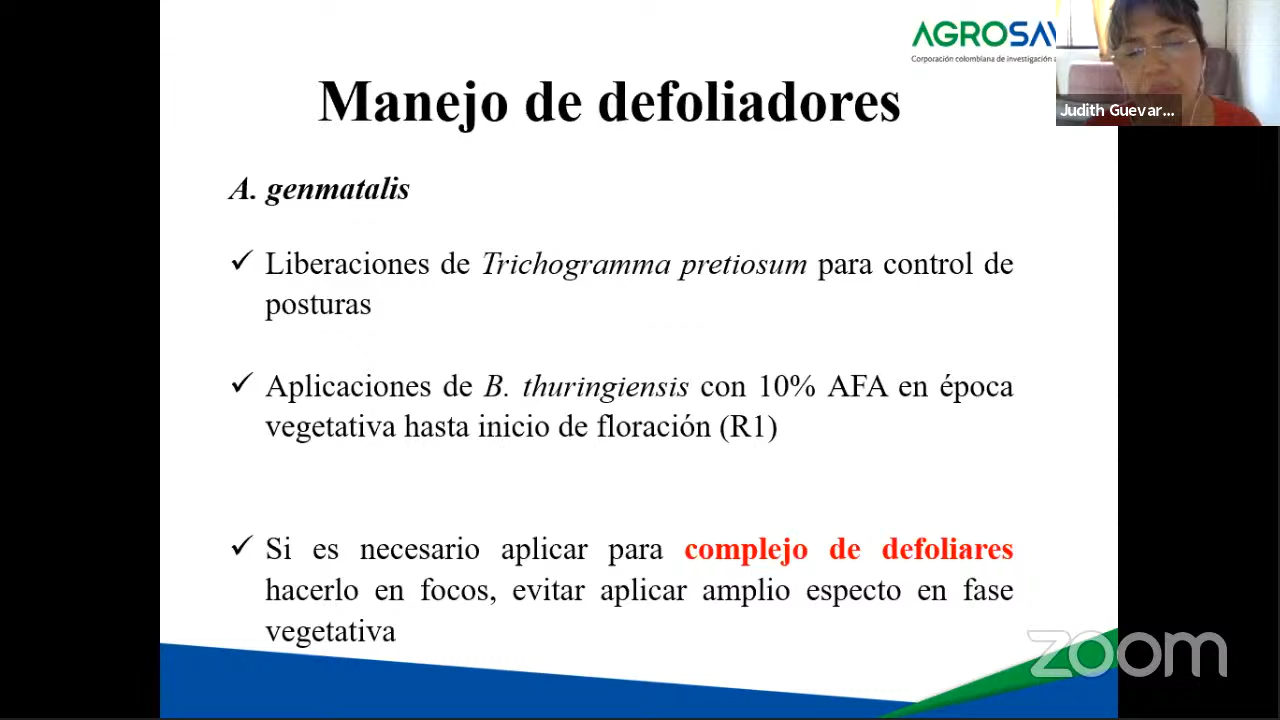 AGROSAV
Corporación colombiana de investigación a
Judith Guevar...
Manejo de defoliadores
A. genmatalis
✓ Liberaciones de Trichogramma pretiosum para control de
posturas
✓ Aplicaciones de B. thuringiensis con 10% AFA en época
vegetativa hasta inicio de floración (R1)
✓ Si es necesario aplicar para complejo de defoliares
hacerlo en focos, evitar aplicar amplio especto en fase
vegetativa
zoom